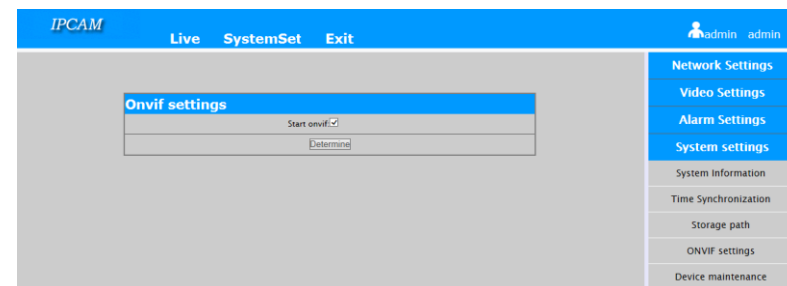 IPCAM
Live SystemSet Exit
admin admin
Network Settings
Video Settings
Alarm Settings
System settings
System Information
Time Synchronization
Storage path
ONVIF settings
Device maintenance
Onvif settings
Start onvif:
Determine